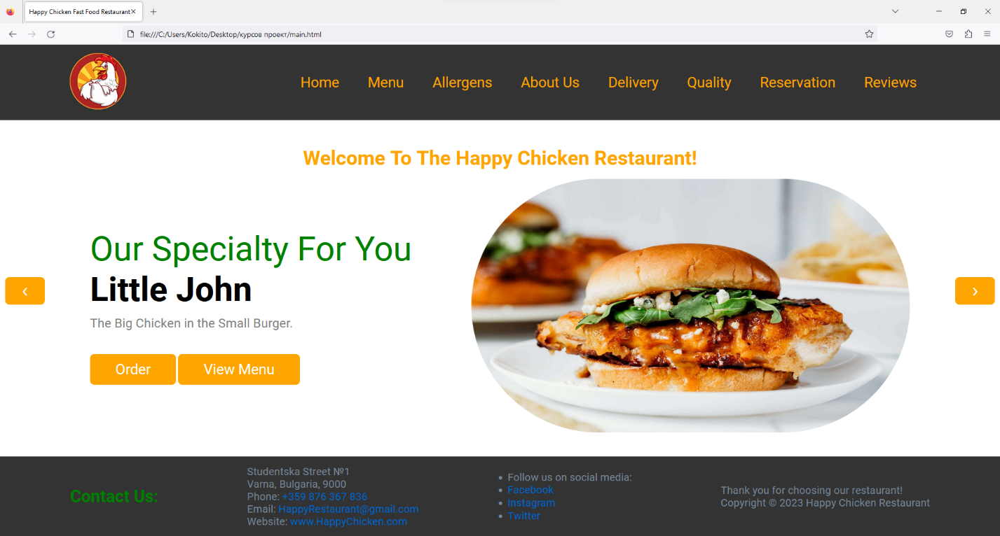 Happy Chicken Fast Food Restaurant
file:///C:/Users/Kokito/Desktop/курсов проект/main.html
Home Menu Allergens About Us Delivery Quality Reservation Reviews
Welcome To The Happy Chicken Restaurant!
Our Specialty For You
Little John
The Big Chicken in the Small Burger.
Order View Menu
Contact Us:
Studentska Street №1
Varna, Bulgaria, 9000
Phone: +359 876 367 836
Email: HappyRestaurant@gmail.com
Website: www.HappyChicken.com
Follow us on social media:
Facebook
Instagram
Twitter
Thank you for choosing our restaurant!
Copyright © 2023 Happy Chicken Restaurant